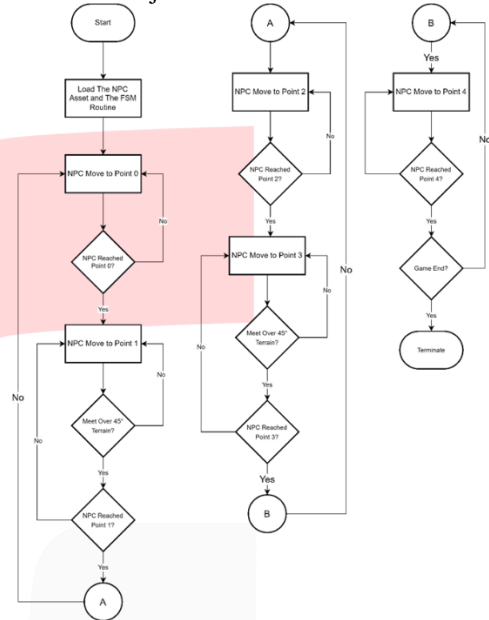 Start
Load The NPC
Asset and The FSM
Routine
NPC Move to Point 0
No
NPC Reached
Point 0?
Yes
NPC Move to Point 1
No
No
No
Meet Over 45°
Terrain?
Yes
NPC Reached
Point 1?
Yes
A
A
NPC Move to Point 2
No
NPC Reached
Point 2?
Yes
NPC Move to Point 3
No
No
No
Meet Over 45°
Terrain?
Yes
NPC Reached
Point 3?
Yes
B
B
Yes
NPC Move to Point 4
No
NPC Reached
Point 4?
Yes
Game End?
Yes
Terminate